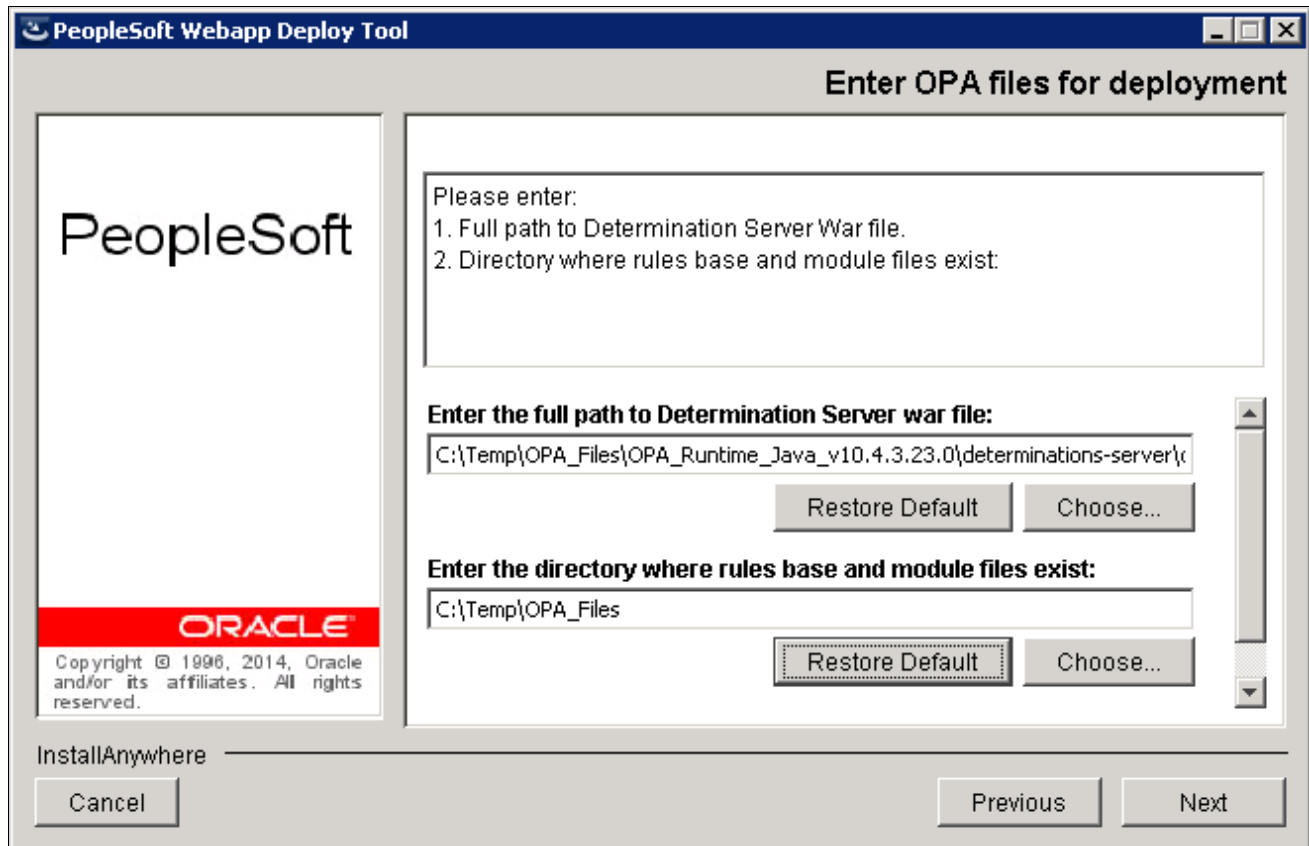 PeopleSoft Webapp Deploy Tool
Enter OPA files for deployment
PeopleSoft
Please enter:
1. Full path to Determination Server War file.
2. Directory where rules base and module files exist:
Enter the full path to Determination Server war file:
C:\Temp\OPA_Files\OPA_Runtime_Java_v10.4.3.23.0\determinations-server\
Restore Default Choose...
Enter the directory where rules base and module files exist:
C:\Temp\OPA_Files
Restore Default Choose...
ORACLE
Copyright © 1996, 2014, Oracle
and/or its affiliates. All rights
reserved.
InstallAnywhere
Cancel Previous Next